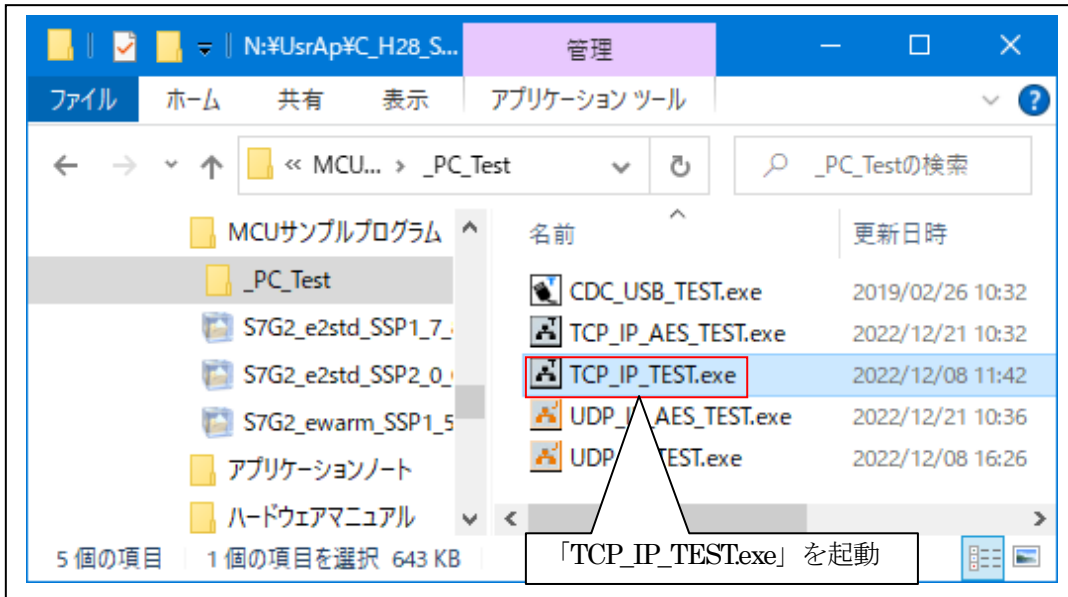 N:¥UsrAp¥C_H28_S...
管理
ファイル
ホーム
共有
表示
アプリケーション ツール
« MCU... › _PC_Test
_PC_Testの検索
名前
更新日時
MCUサンプルプログラム
_PC_Test
S7G2_e2std_SSP1_7_
S7G2_e2std_SSP2_0_
S7G2_ewarm_SSP1_5
アプリケーションノート
ハードウェアマニュアル
CDC_USB_TEST.exe 2019/02/26 10:32
TCP_IP_AES_TEST.exe 2022/12/21 10:32
TCP_IP_TEST.exe 2022/12/08 11:42
UDP_I _AES_TEST.exe 2022/12/21 10:36
UDP TEST.exe 2022/12/08 16:26
5 個の項目
1 個の項目を選択 643 KB
「TCP_IP_TEST.exe」を起動